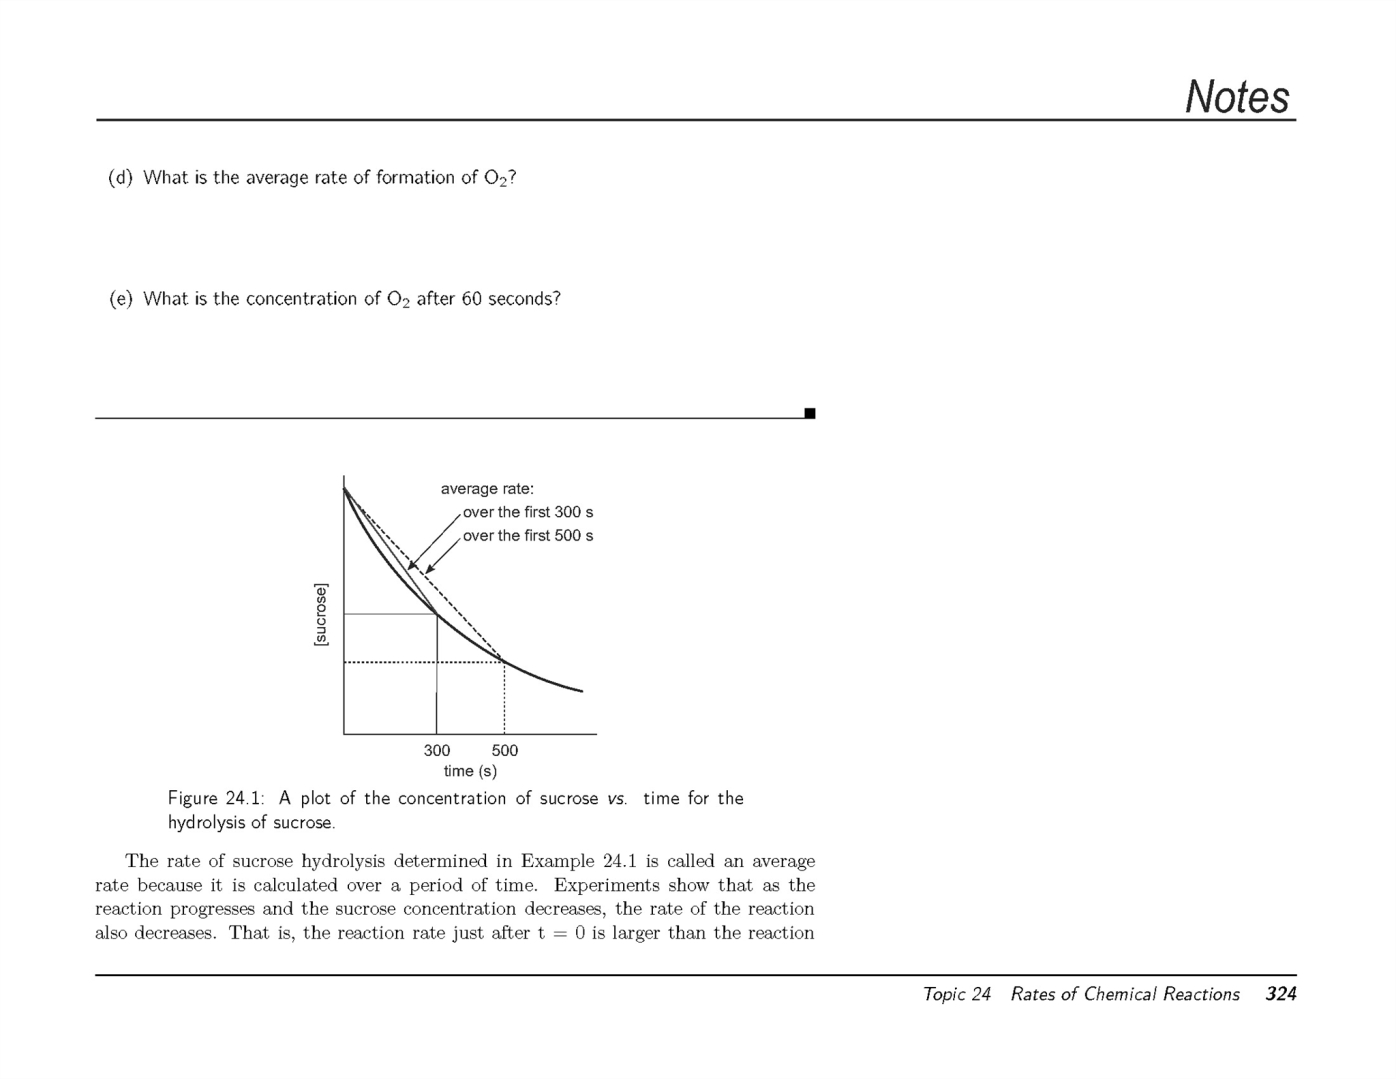 Notes
(d) What is the average rate of formation of O₂?
(e) What is the concentration of O₂ after 60 seconds?
average rate:
over the first 300 s
over the first 500 s
[sucrose]
300 500
time (s)
Figure 24.1: A plot of the concentration of sucrose vs. time for the
hydrolysis of sucrose.
The rate of sucrose hydrolysis determined in Example 24.1 is called an average
rate because it is calculated over a period of time. Experiments show that as the
reaction progresses and the sucrose concentration decreases, the rate of the reaction
also decreases. That is, the reaction rate just after t = 0 is larger than the reaction
Topic 24 Rates of Chemical Reactions 324